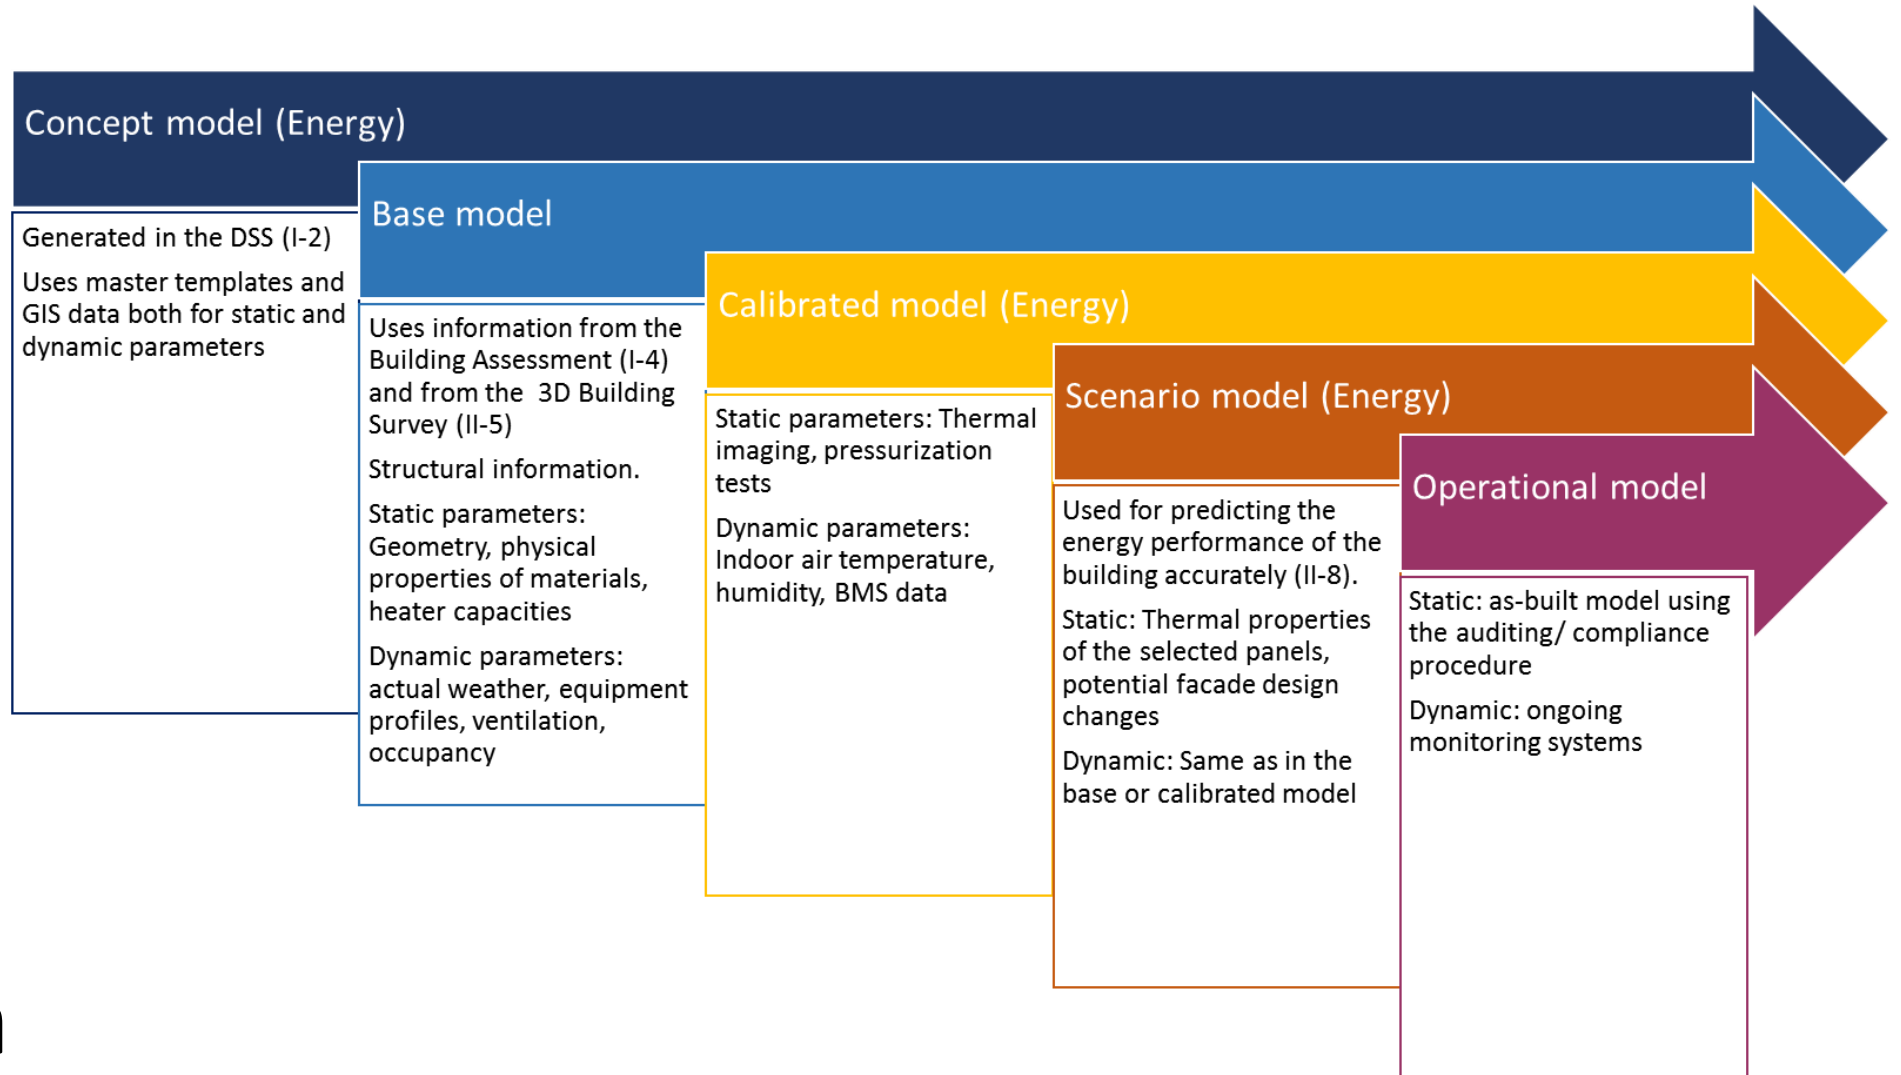 Concept model (Energy)
Generated in the DSS (I-2)
Uses master templates and
GIS data both for static and
dynamic parameters
Base model
Uses information from the
Building Assessment (I-4)
and from the  3D Building
Survey (II-5)
Structural information.
Static parameters:
Geometry, physical
properties of materials,
heater capacities
Dynamic parameters:
actual weather, equipment
profiles, ventilation,
occupancy
Calibrated model (Energy)
Static parameters: Thermal
imaging, pressurization
tests
Dynamic parameters:
Indoor air temperature,
humidity, BMS data
Scenario model (Energy)
Used for predicting the
energy performance of the
building accurately (II-8).
Static: Thermal properties
of the selected panels,
potential facade design
changes
Dynamic: Same as in the
base or calibrated model
Operational model
Static: as-built model using
the auditing/ compliance
procedure
Dynamic: ongoing
monitoring systems